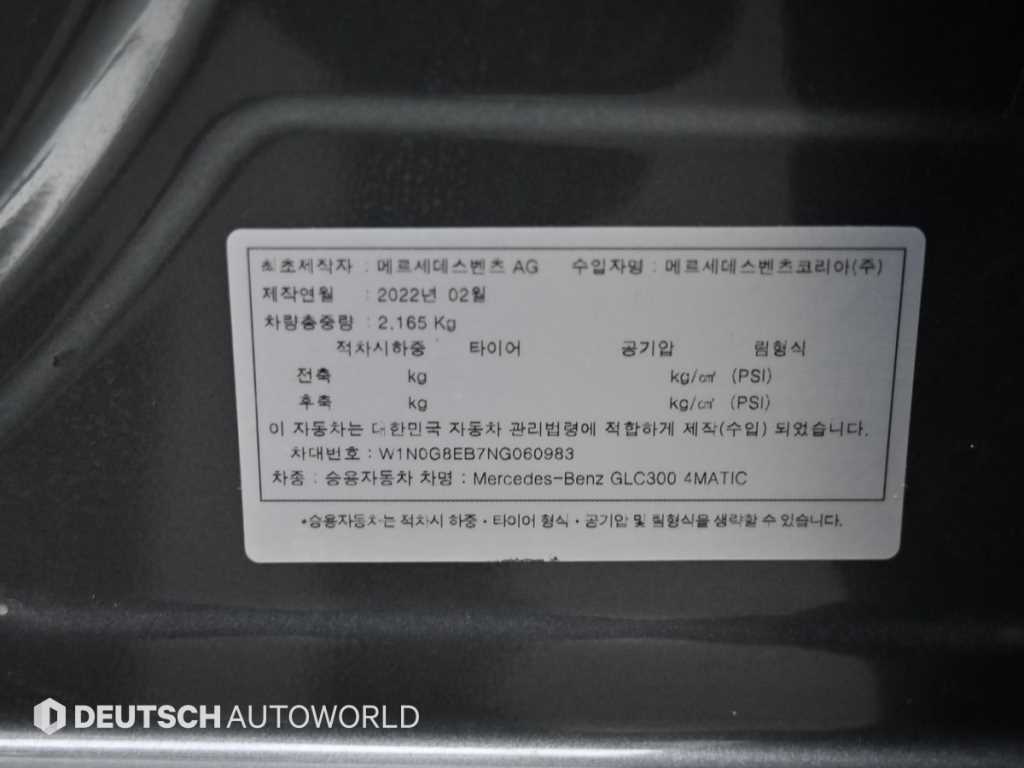 최초제작자 : 메르세데스벤츠 AG 수입자명 : 메르세데스벤츠코리아(주)
제작연월 : 2022년 02월
차량총중량 : 2,165 Kg
적차시하중 타이어 공기압 림형식
전축 kg kg/㎠ (PSI)
후축 kg kg/㎠ (PSI)
이 자동차는 대한민국 자동차 관리법령에 적합하게 제작(수입) 되었습니다.
차대번호 : W1N0G8EB7NG060983
차종 : 승용자동차 차명 : Mercedes-Benz GLC300 4MATIC
*승용자동차는 적차시 하중·타이어 형식·공기압 및 림형식을 생략할 수 있습니다.
DEUTSCH AUTOWORLD